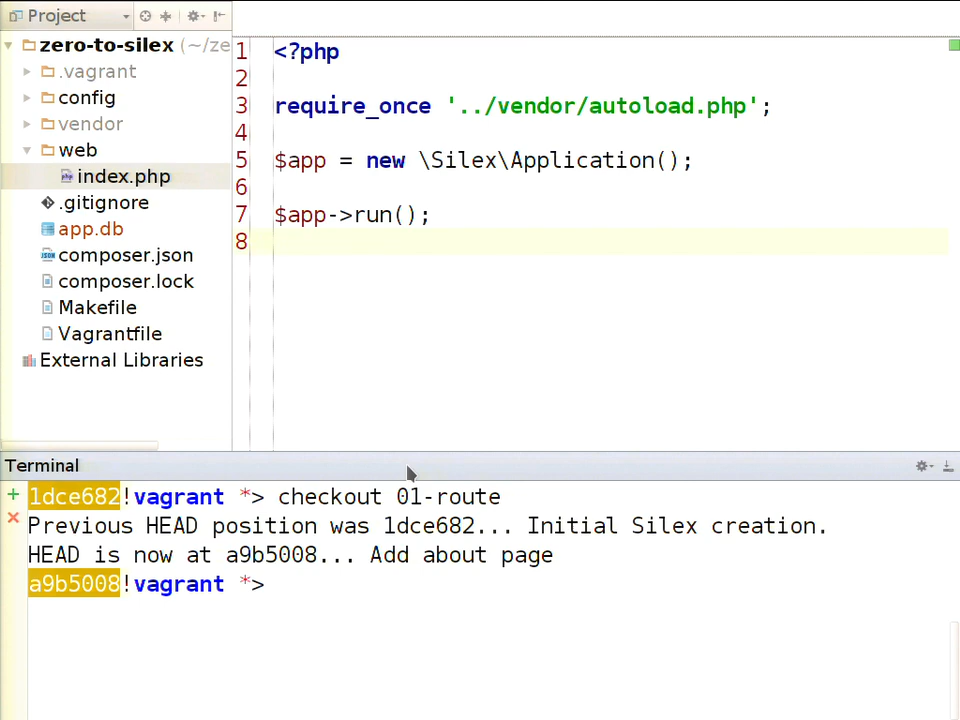 Project
zero-to-silex (~/ze
.vagrant
config
vendor
web
index.php
.gitignore
app.db
composer.json
composer.lock
Makefile
Vagrantfile
External Libraries
1 <?php
2
3 require_once '../vendor/autoload.php';
4
5 $app = new \Silex\Application();
6
7 $app->run();
8
Terminal
1dce682!vagrant *> checkout 01-route
Previous HEAD position was 1dce682... Initial Silex creation.
HEAD is now at a9b5008... Add about page
a9b5008!vagrant *>